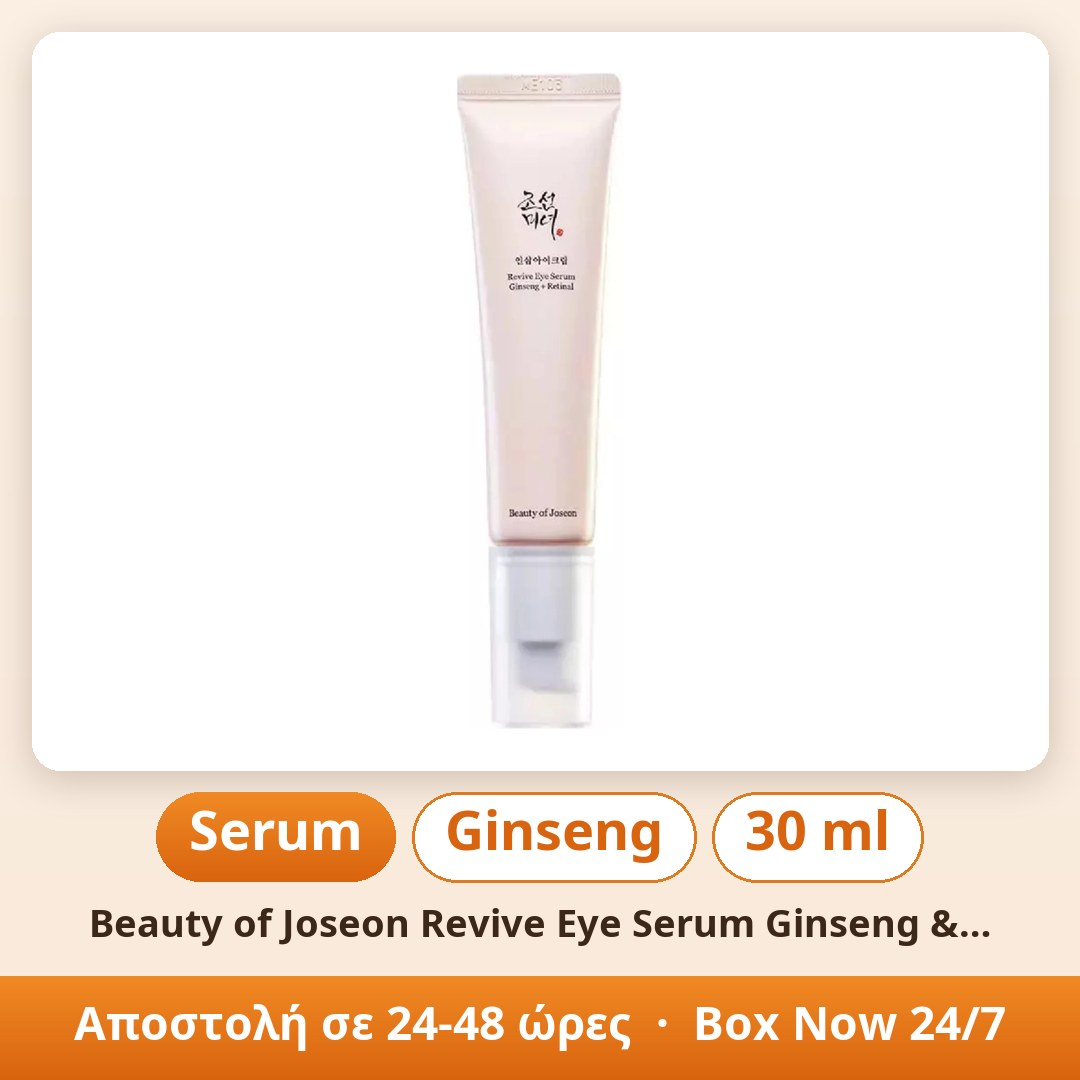 조선
미녀
인삼아이크림
Revive Eye Serum
Ginseng + Retinal
Beauty of Joseon
Serum
Ginseng
30 ml
Beauty of Joseon Revive Eye Serum Ginseng &...
Αποστολή σε 24-48 ώρες · Box Now 24/7